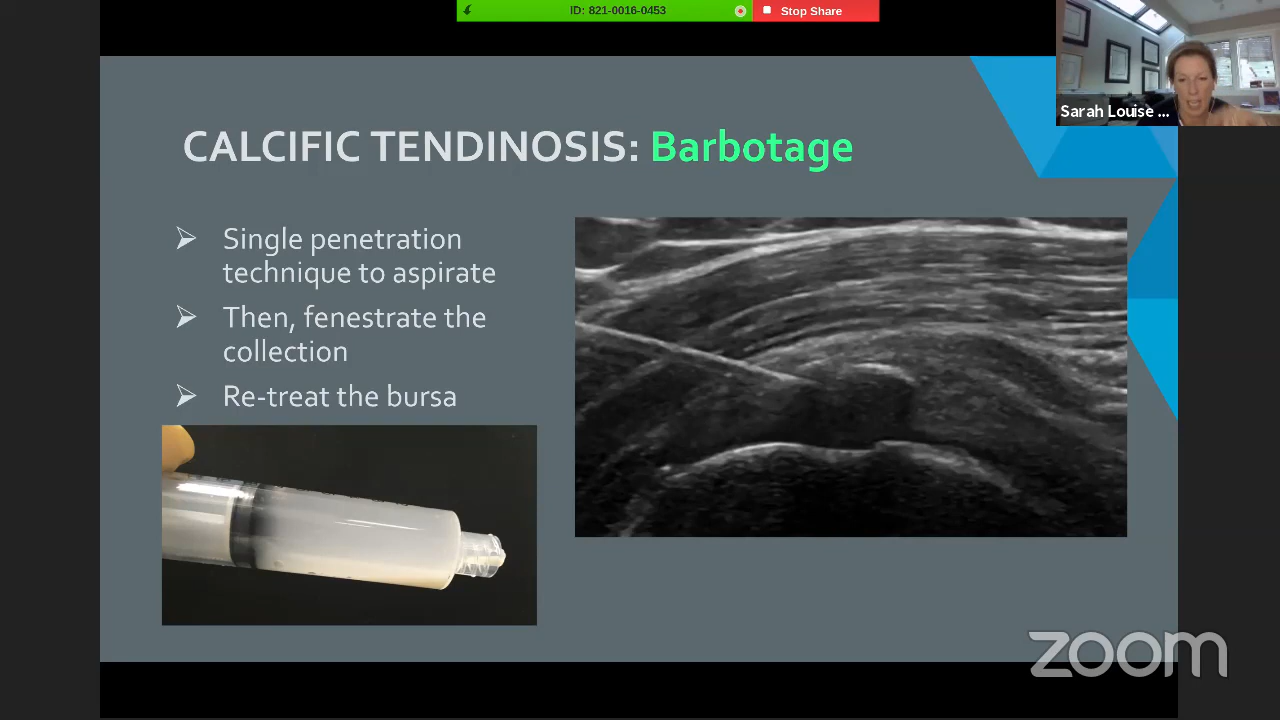 ID: 821-0016-0453
Stop Share
Sarah Louise ...
CALCIFIC TENDINOSIS: Barbotage
Single penetration
technique to aspirate
Then, fenestrate the
collection
Re-treat the bursa
zoom